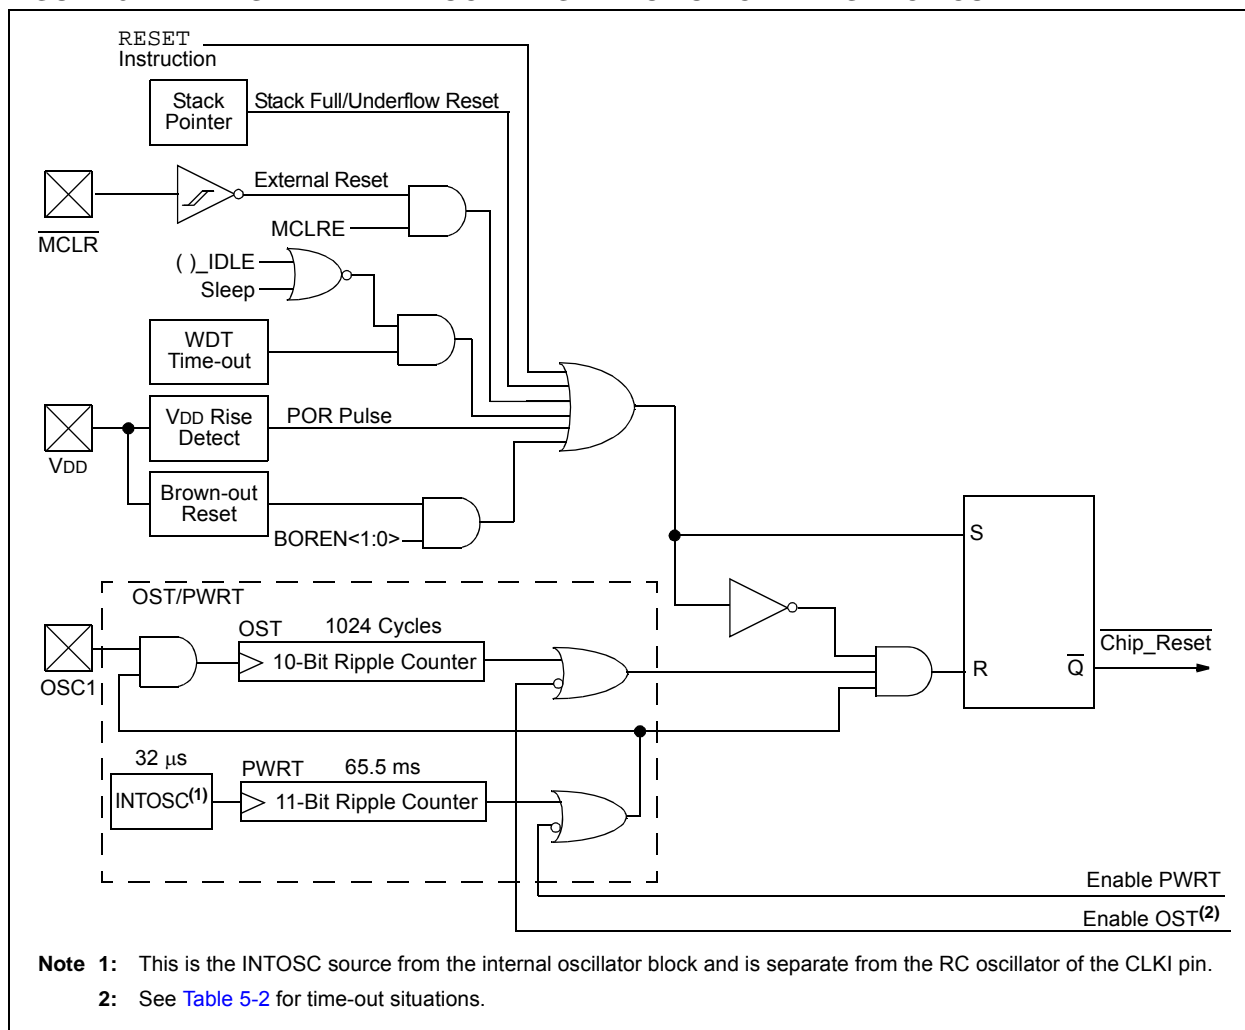 RESET
Instruction
Stack
Pointer
Stack Full/Underflow Reset
External Reset
MCLRE
MCLR
( )_IDLE
Sleep
WDT
Time-out
VDD Rise
Detect
POR Pulse
VDD
Brown-out
Reset
BOREN<1:0>
S
OST/PWRT
OST
1024 Cycles
10-Bit Ripple Counter
OSC1
R
Q
Chip_Reset
32 μs
INTOSC(1)
PWRT
65.5 ms
11-Bit Ripple Counter
Enable PWRT
Enable OST(2)
Note 1: This is the INTOSC source from the internal oscillator block and is separate from the RC oscillator of the CLKI pin.
2: See Table 5-2 for time-out situations.